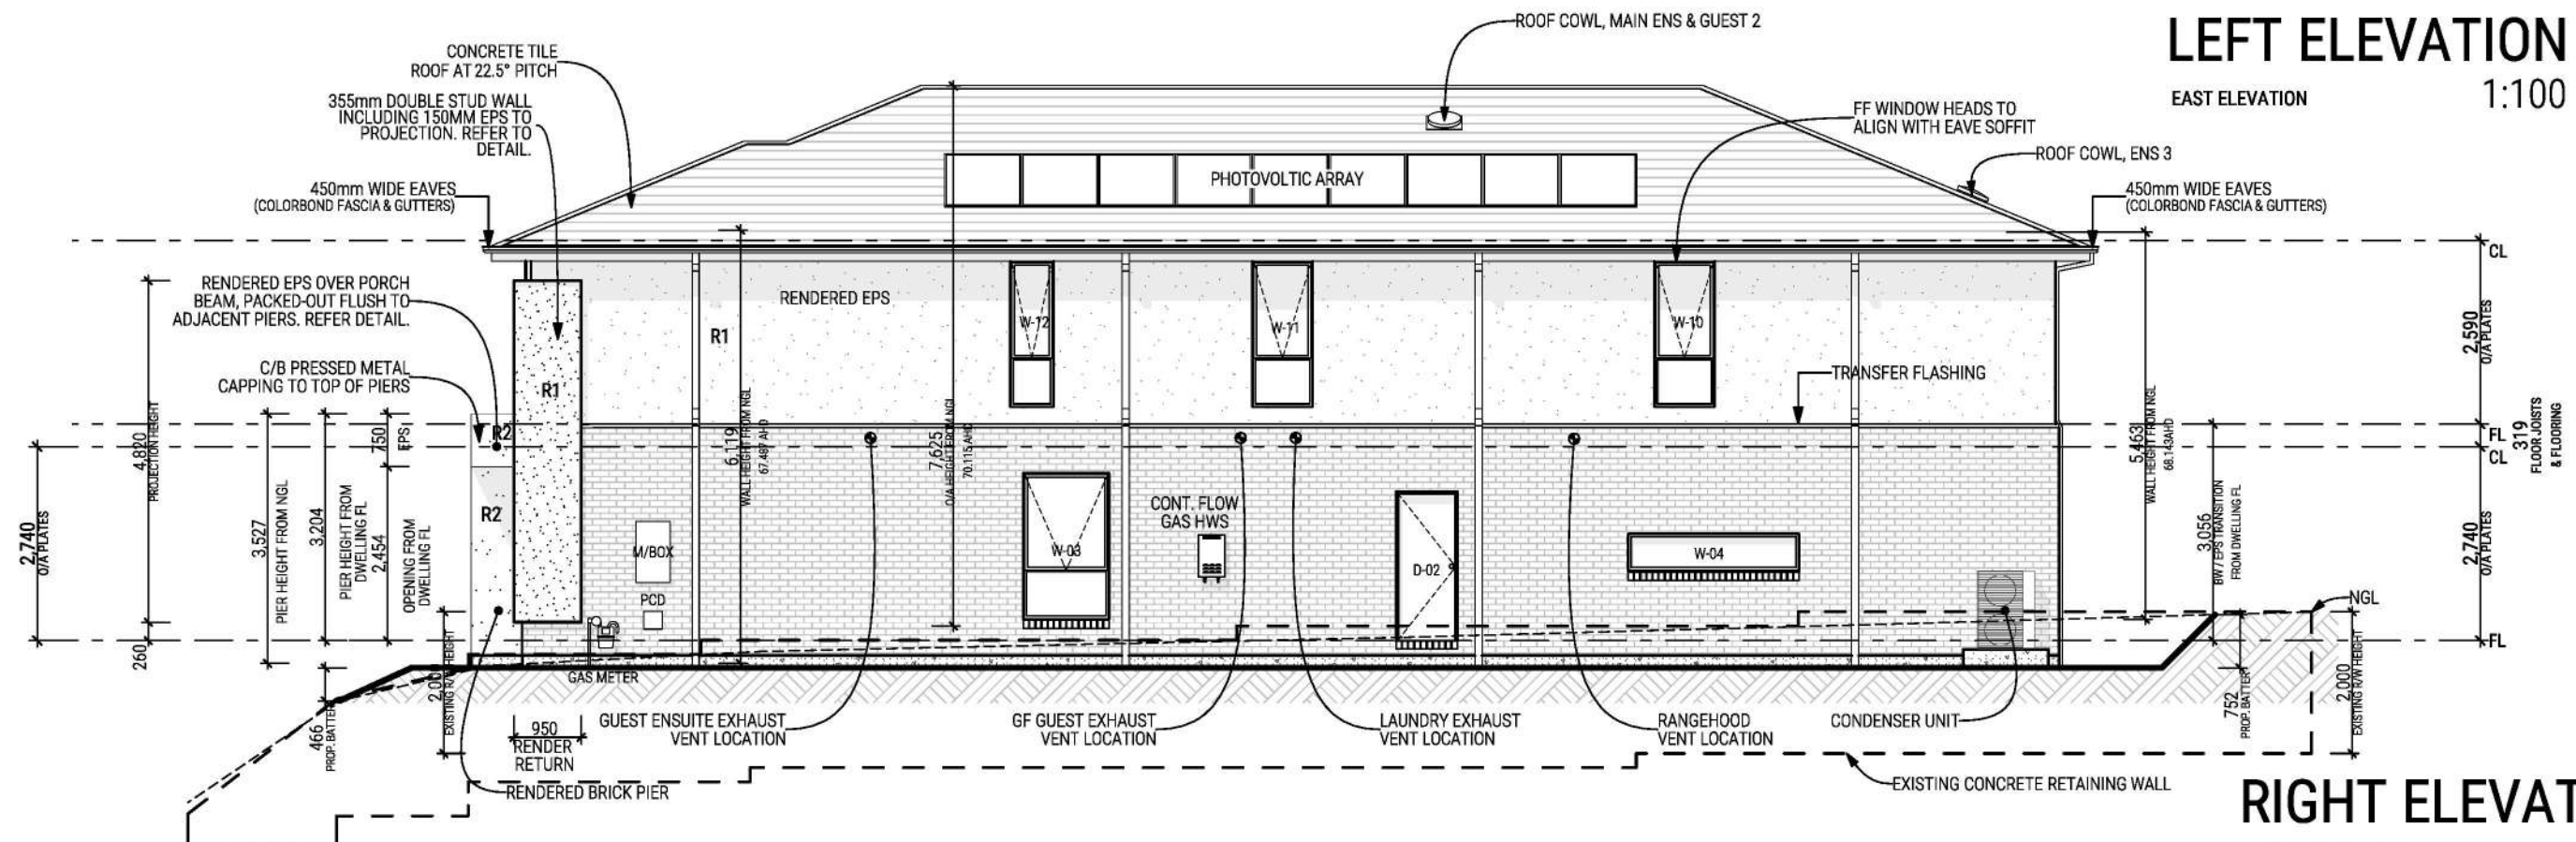 LEFT ELEVATION
EAST ELEVATION
1:100
ROOF COWL, MAIN ENS & GUEST 2
CONCRETE TILE
ROOF AT 22.5° PITCH
355mm DOUBLE STUD WALL
INCLUDING 150MM EPS TO
PROJECTION. REFER TO
DETAIL.
FF WINDOW HEADS TO
ALIGN WITH EAVE SOFFIT
ROOF COWL, ENS 3
PHOTOVOLTIC ARRAY
450mm WIDE EAVES
(COLORBOND FASCIA & GUTTERS)
450mm WIDE EAVES
(COLORBOND FASCIA & GUTTERS)
CL
RENDERED EPS OVER PORCH
BEAM, PACKED-OUT FLUSH TO
ADJACENT PIERS. REFER DETAIL.
RENDERED EPS
R1
W-12
W-11
W-10
2,590
O/A PLATES
C/B PRESSED METAL
CAPPING TO TOP OF PIERS
R1
TRANSFER FLASHING
4,820
PROJECTION HEIGHT
750
EPS
R2
6,119
WALL HEIGHT FROM NGL
67.487 AHD
7,625
O/A HEIGHT FROM NGL
70.115 AHD
5,463
WALL HEIGHT FROM NGL
68.143AHD
FL
CL
319
FLOOR JOISTS
& FLOORING
2,740
O/A PLATES
3,527
PIER HEIGHT FROM NGL
3,204
PIER HEIGHT FROM
DWELLING FL
2,454
OPENING FROM
DWELLING FL
R2
M/BOX
PCD
W-03
CONT. FLOW
GAS HWS
D-02
W-04
3,056
BW / EPS TRANSITION
FROM DWELLING FL
2,740
O/A PLATES
NGL
FL
260
GAS METER
466
PROP. BATTER
EXISTING R/W HEIGHT
950
RENDER
RETURN
GUEST ENSUITE EXHAUST
VENT LOCATION
GF GUEST EXHAUST
VENT LOCATION
LAUNDRY EXHAUST
VENT LOCATION
RANGEHOOD
VENT LOCATION
CONDENSER UNIT
752
PROP. BATTER
2,000
EXISTING R/W HEIGHT
RENDERED BRICK PIER
EXISTING CONCRETE RETAINING WALL
RIGHT ELEVAT